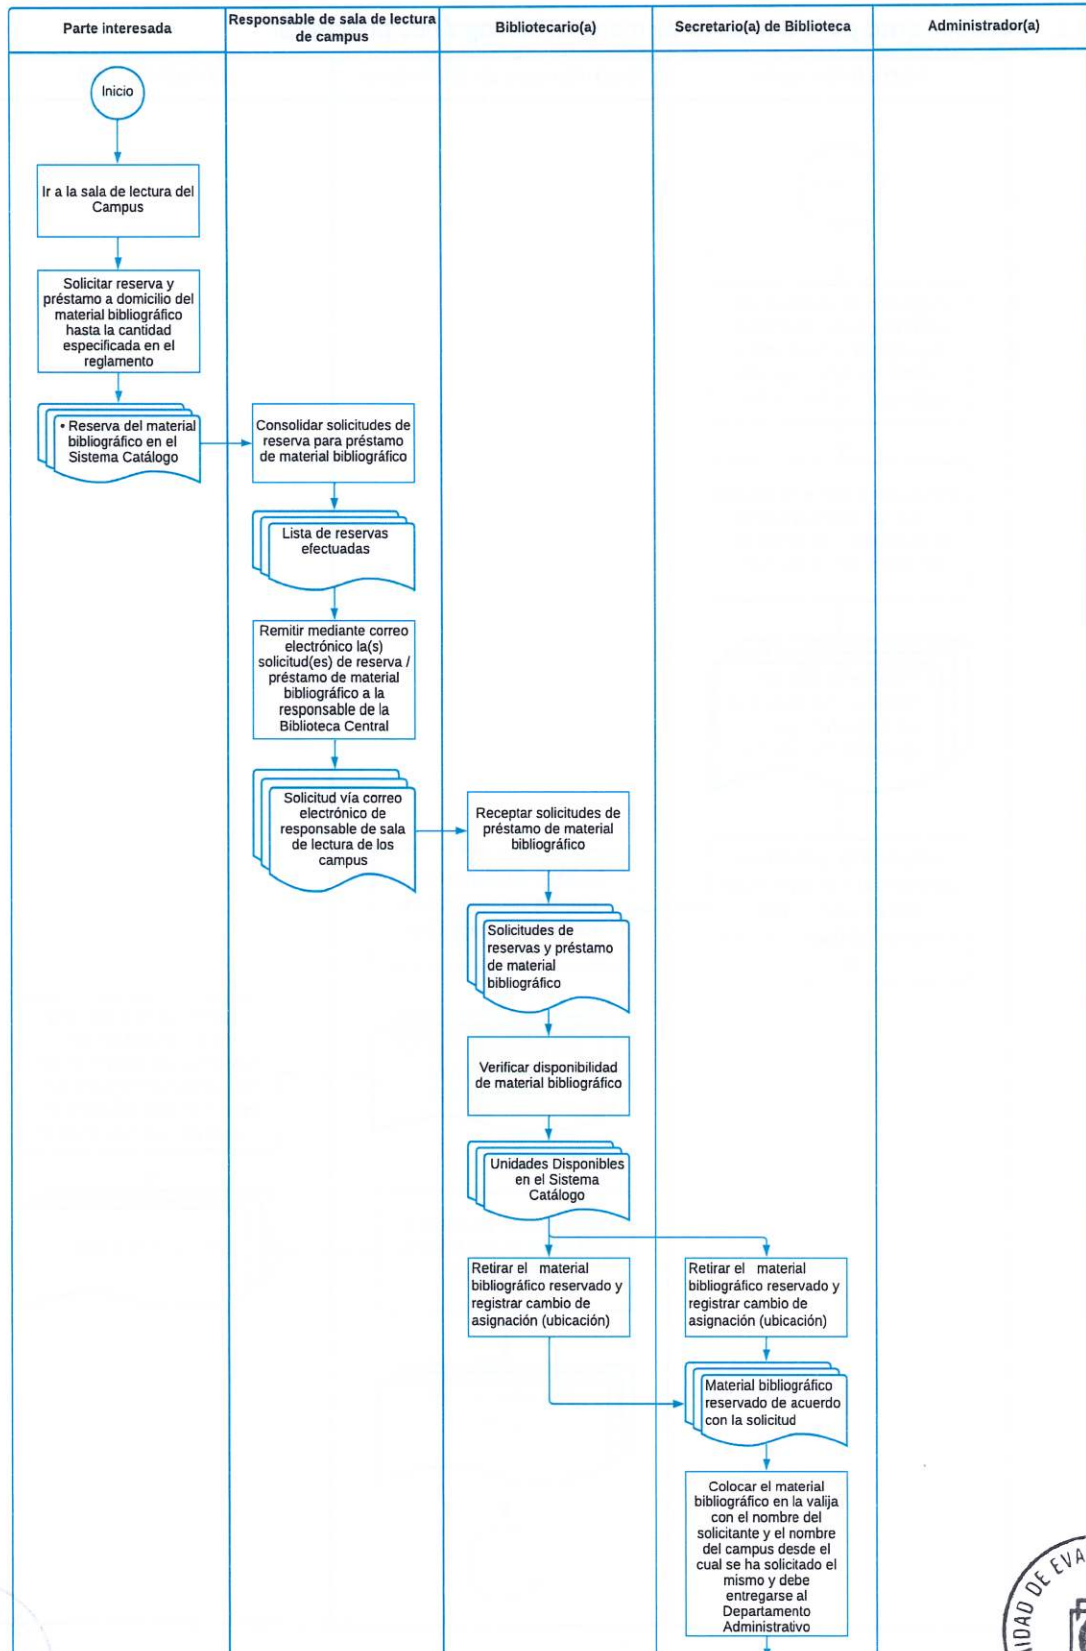 Parte interesada
Responsable de sala de lectura
de campus
Bibliotecario(a)
Secretario(a) de Biblioteca
Administrador(a)
Inicio
Ir a la sala de lectura del
Campus
Solicitar reserva y
préstamo a domicilio del
material bibliográfico
hasta la cantidad
especificada en el
reglamento
• Reserva del material
bibliográfico en el
Sistema Catálogo
Consolidar solicitudes de
reserva para préstamo
de material bibliográfico
Lista de reservas
efectuadas
Remitir mediante correo
electrónico la(s)
solicitud(es) de reserva /
préstamo de material
bibliográfico a la
responsable de la
Biblioteca Central
Solicitud vía correo
electrónico de
responsable de sala
de lectura de los
campus
Receptar solicitudes de
préstamo de material
bibliográfico
Solicitudes de
reservas y préstamo
de material
bibliográfico
Verificar disponibilidad
de material bibliográfico
Unidades Disponibles
en el Sistema
Catálogo
Retirar el material
bibliográfico reservado y
registrar cambio de
asignación (ubicación)
Retirar el material
bibliográfico reservado y
registrar cambio de
asignación (ubicación)
Material bibliográfico
reservado de acuerdo
con la solicitud
Colocar el material
bibliográfico en la valija
con el nombre del
solicitante y el nombre
del campus desde el
cual se ha solicitado el
mismo y debe
entregarse al
Departamento
Administrativo
DE